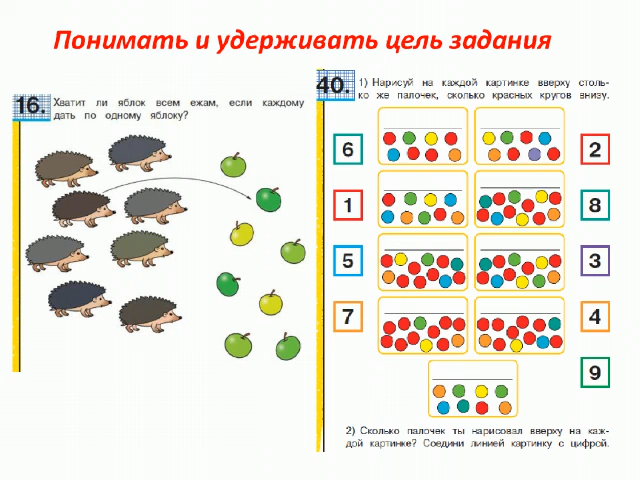 Понимать и удерживать цель задания
16. Хватит ли яблок всем ежам, если каждому
дать по одному яблоку?
40. 1) Нарисуй на каждой картинке вверху столь-
ко же палочек, сколько красных кругов внизу.
6
2
1
8
5
3
7
4
9
2) Сколько палочек ты нарисовал вверху на каж-
дой картинке? Соедини линией картинку с цифрой.